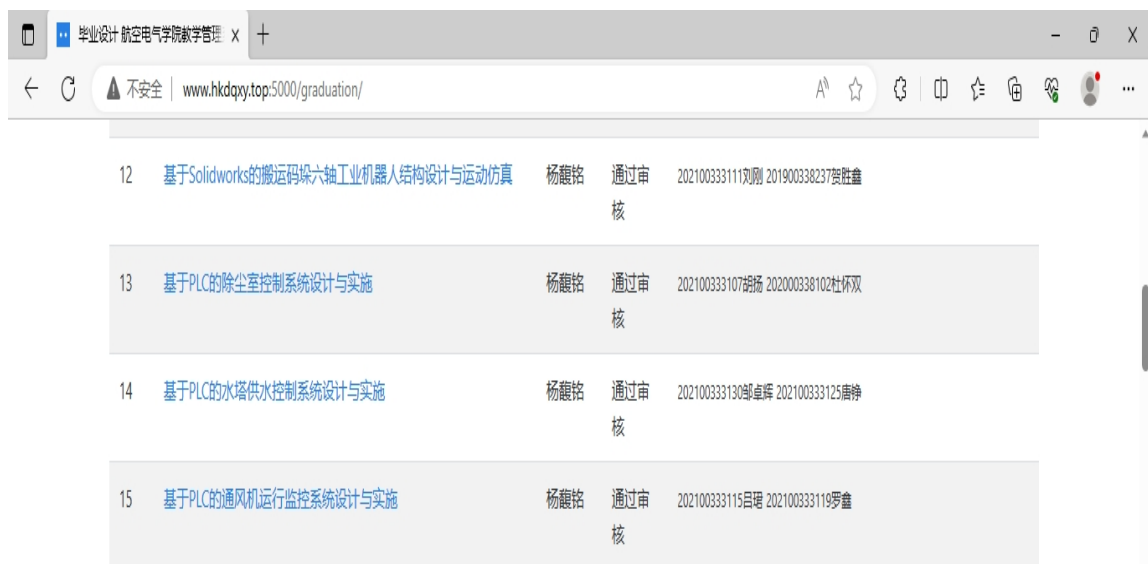 毕业设计 航空电气学院教学管理
不安全 www.hkdqxy.top:5000/graduation/
12 基于Solidworks的搬运码垛六轴工业机器人结构设计与运动仿真 杨馥铭 通过审核 202100333111刘刚 201900338237贺胜鑫
13 基于PLC的除尘室控制系统设计与实施 杨馥铭 通过审核 202100333107胡扬 202000338102杜怀双
14 基于PLC的水塔供水控制系统设计与实施 杨馥铭 通过审核 202100333130邹卓辉 202100333125唐铮
15 基于PLC的通风机运行监控系统设计与实施 杨馥铭 通过审核 202100333115吕珺 202100333119罗鑫